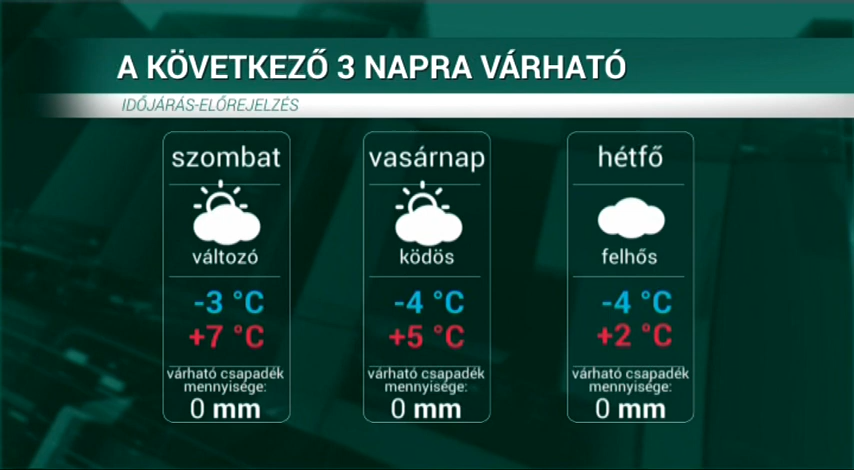 A KÖVETKEZŐ 3 NAPRA VÁRHATÓ
IDŐJÁRÁS-ELŐREJELZÉS
szombat
változó
-3 °C
+7 °C
várható csapadék
mennyisége:
0 mm
vasárnap
ködös
-4 °C
+5 °C
várható csapadék
mennyisége:
0 mm
hétfő
felhős
-4 °C
+2 °C
várható csapadék
mennyisége:
0 mm